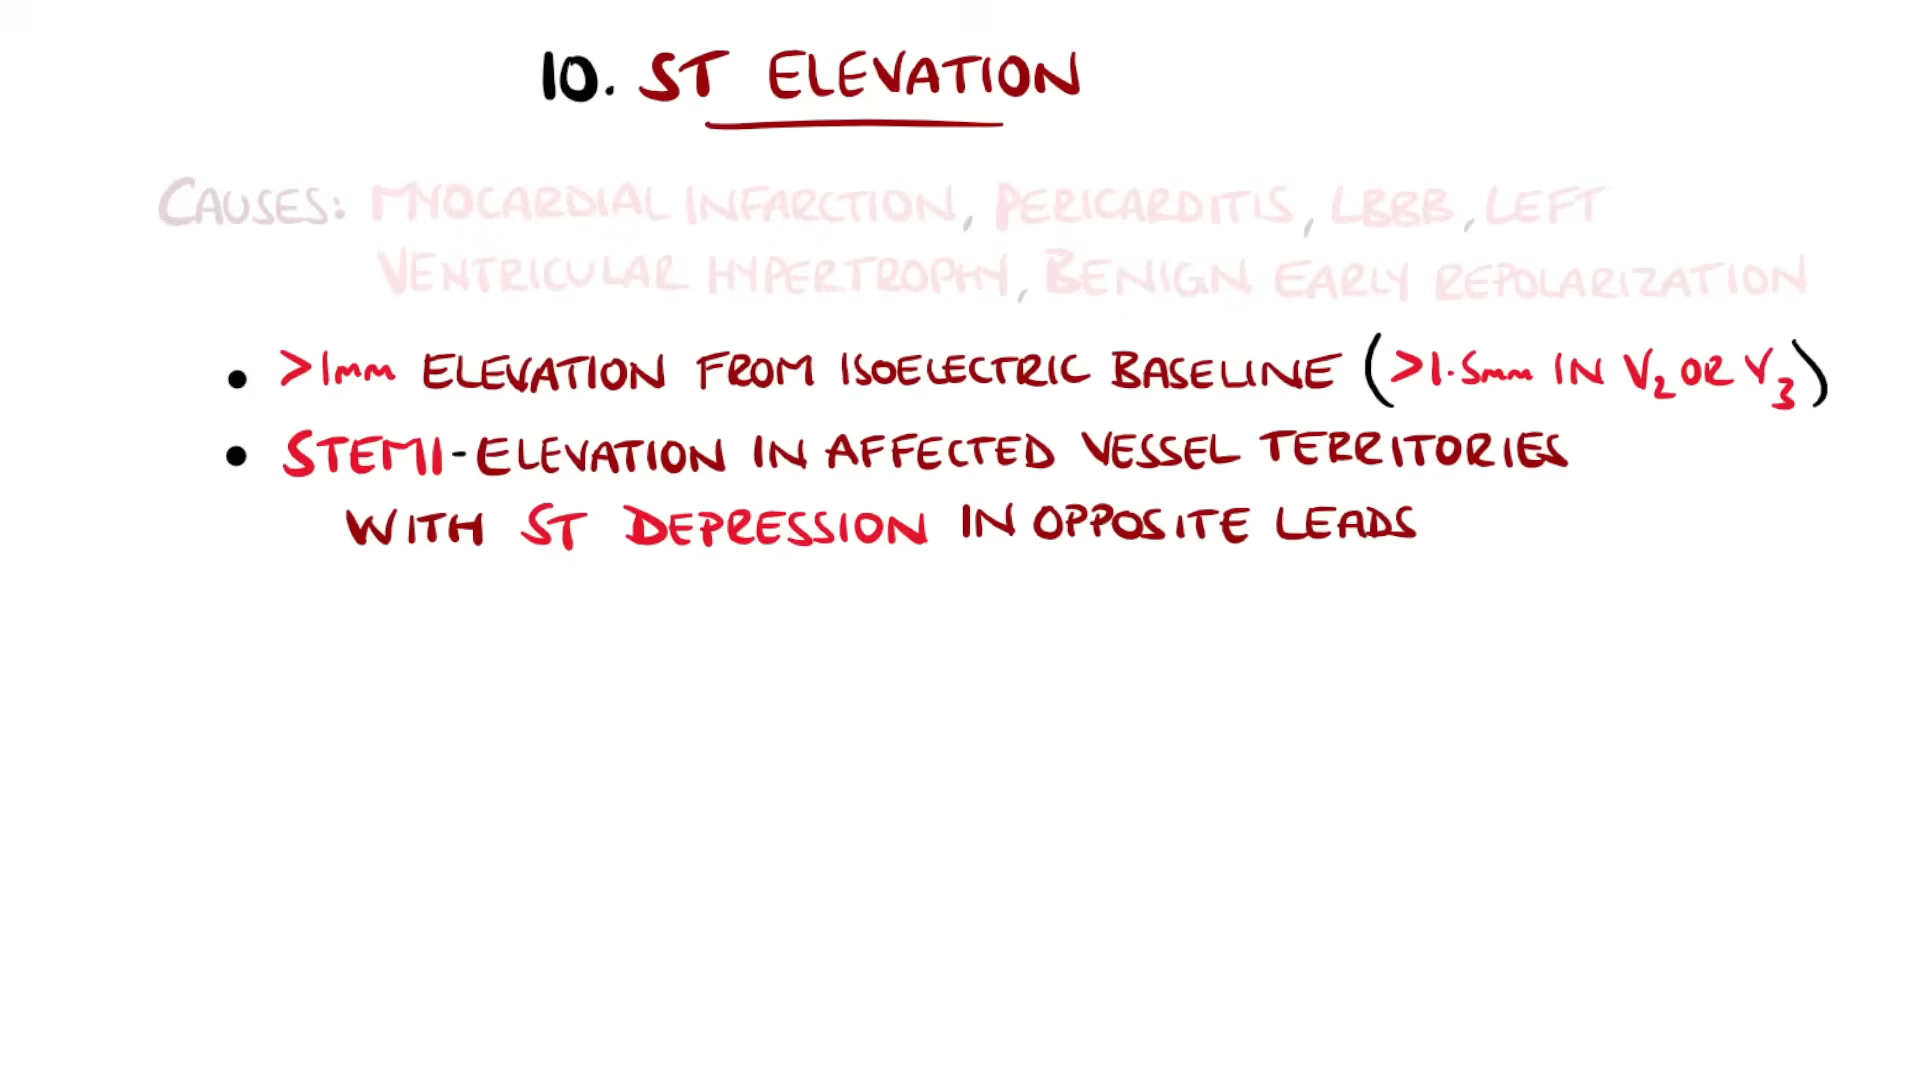 10. ST ELEVATION
CAUSES: MYOCARDIAL INFARCTION, PERICARDITIS, LBBB, LEFT
VENTRICULAR HYPERTROPHY, BENIGN EARLY REPOLARIZATION
• >1mm ELEVATION FROM ISOELECTRIC BASELINE (>1.5mm IN V2 OR V3)
• STEMI-ELEVATION IN AFFECTED VESSEL TERRITORIES
WITH ST DEPRESSION IN OPPOSITE LEADS